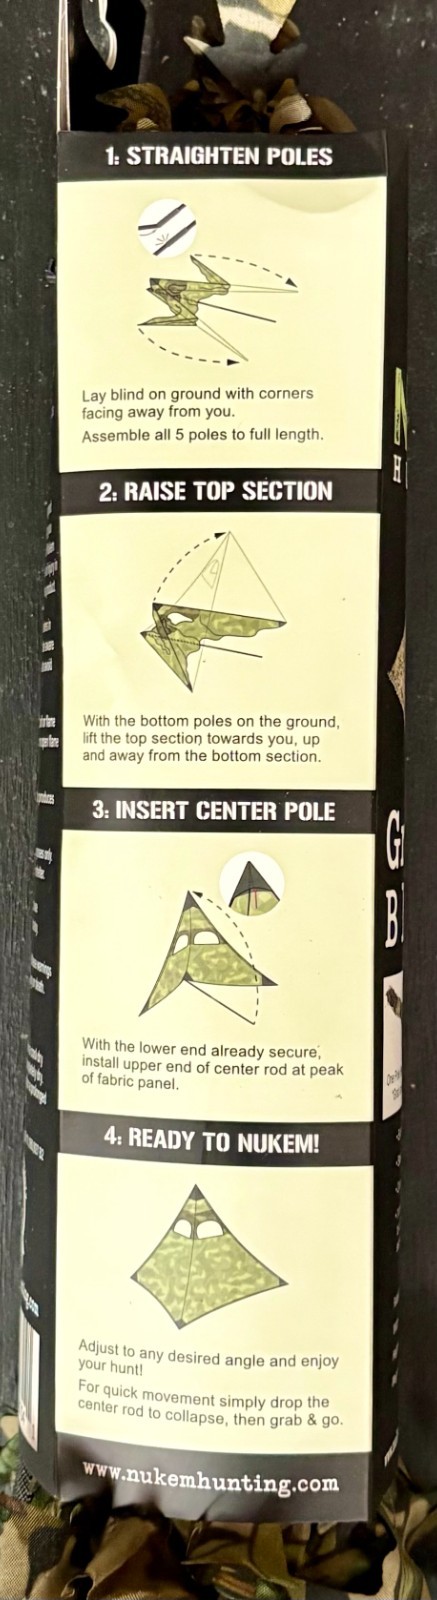 1: STRAIGHTEN POLES
Lay blind on ground with corners
facing away from you.
Assemble all 5 poles to full length.
2: RAISE TOP SECTION
With the bottom poles on the ground,
lift the top section towards you, up
and away from the bottom section.
3: INSERT CENTER POLE
With the lower end already secure,
install upper end of center rod at peak
of fabric panel.
4: READY TO NUKEM!
Adjust to any desired angle and enjoy
your hunt!
For quick movement simply drop the
center rod to collapse, then grab & go.
www.nukemhunting.com